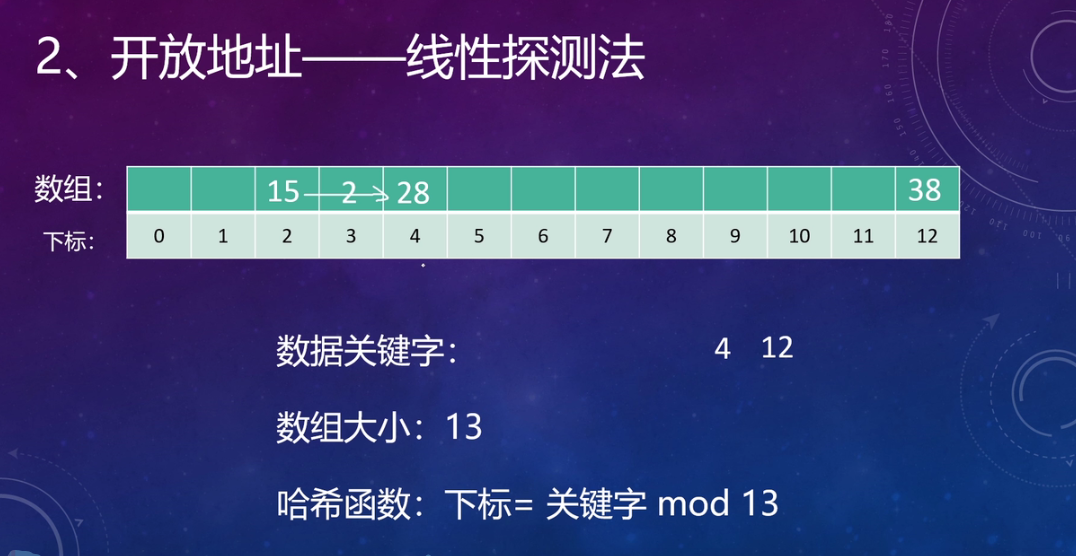 2、开放地址——线性探测法
数组： 15 2 28 38
下标： 0 1 2 3 4 5 6 7 8 9 10 11 12
数据关键字： 4 12
数组大小：13
哈希函数：下标= 关键字 mod 13